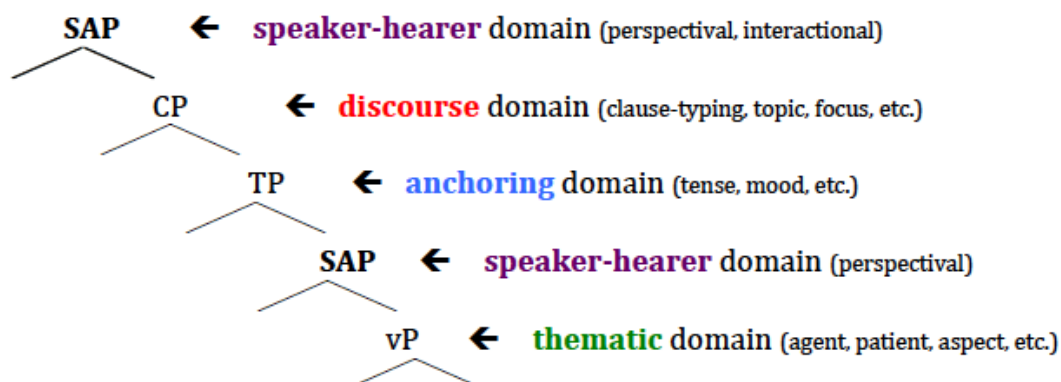 SAP ← speaker-hearer domain (perspectival, interactional)
CP ← discourse domain (clause-typing, topic, focus, etc.)
TP ← anchoring domain (tense, mood, etc.)
SAP ← speaker-hearer domain (perspectival)
vP ← thematic domain (agent, patient, aspect, etc.)